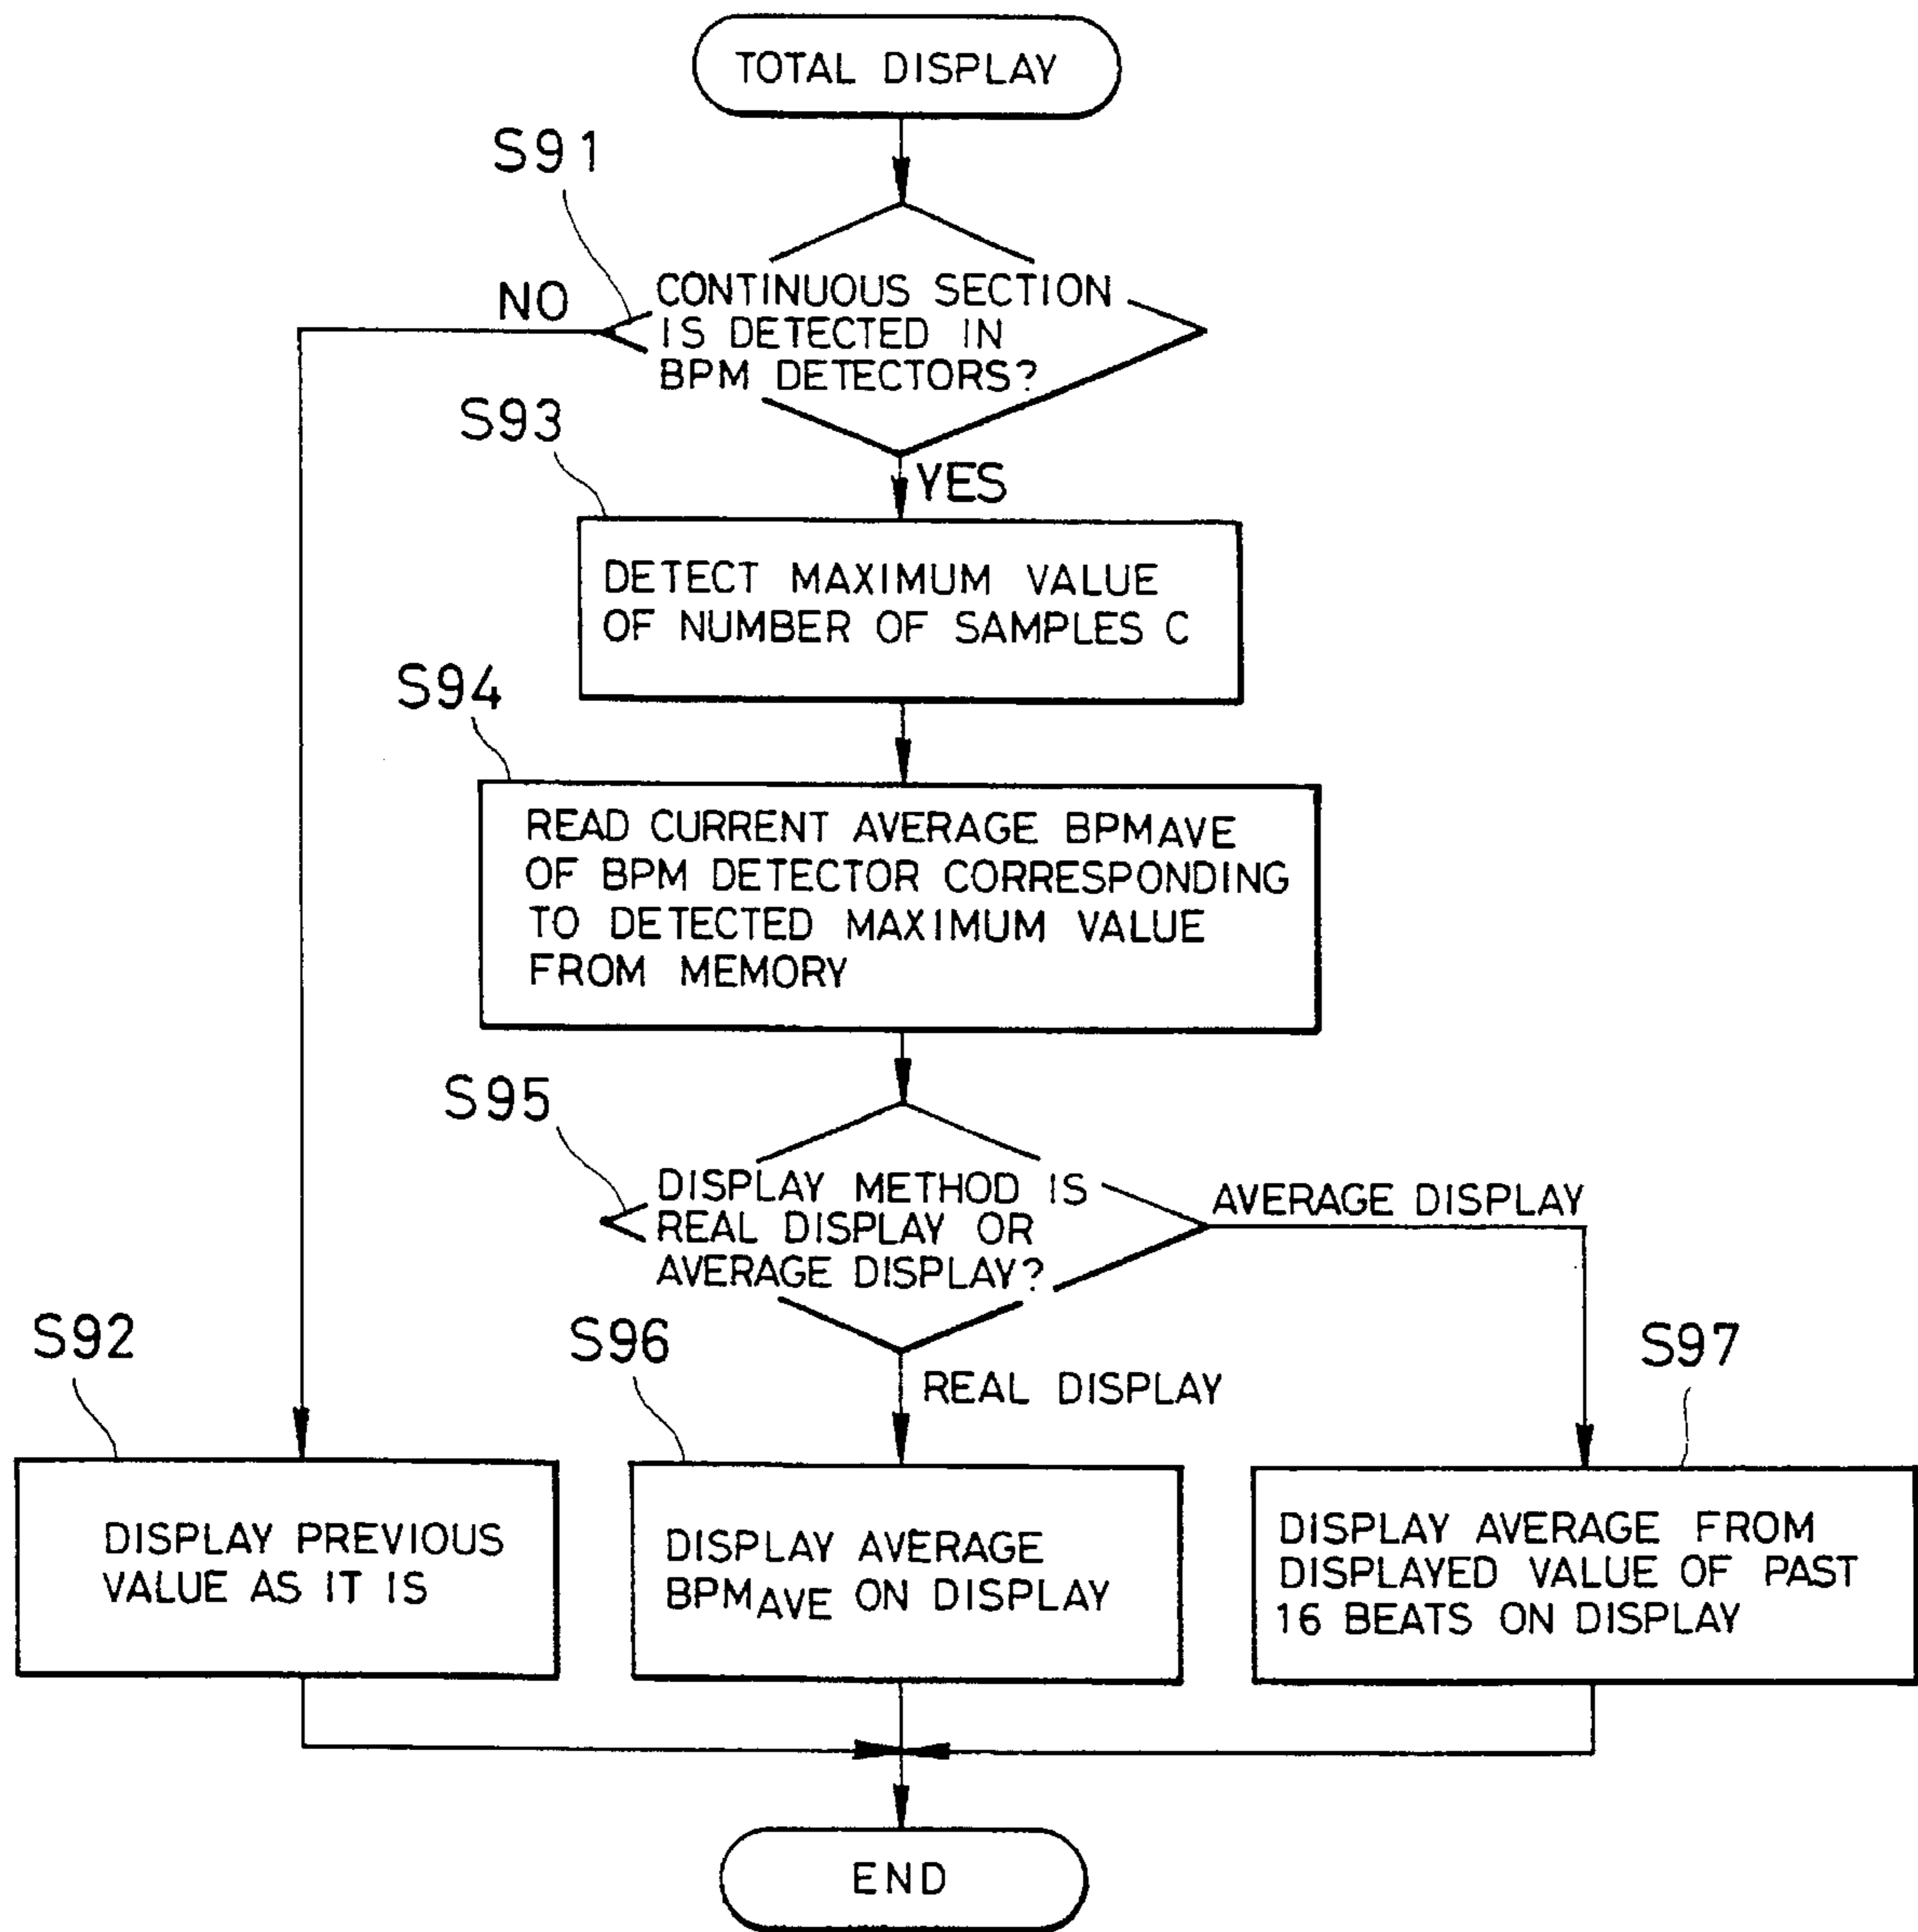 TOTAL DISPLAY
S91
NO
CONTINUOUS SECTION
IS DETECTED IN
BPM DETECTORS?
YES
S93
DETECT MAXIMUM VALUE
OF NUMBER OF SAMPLES C
S94
READ CURRENT AVERAGE BPMAVE
OF BPM DETECTOR CORRESPONDING
TO DETECTED MAXIMUM VALUE
FROM MEMORY
S95
DISPLAY METHOD IS
REAL DISPLAY OR
AVERAGE DISPLAY?
AVERAGE DISPLAY
REAL DISPLAY
S92
DISPLAY PREVIOUS
VALUE AS IT IS
S96
DISPLAY AVERAGE
BPMAVE ON DISPLAY
S97
DISPLAY AVERAGE FROM
DISPLAYED VALUE OF PAST
16 BEATS ON DISPLAY
END